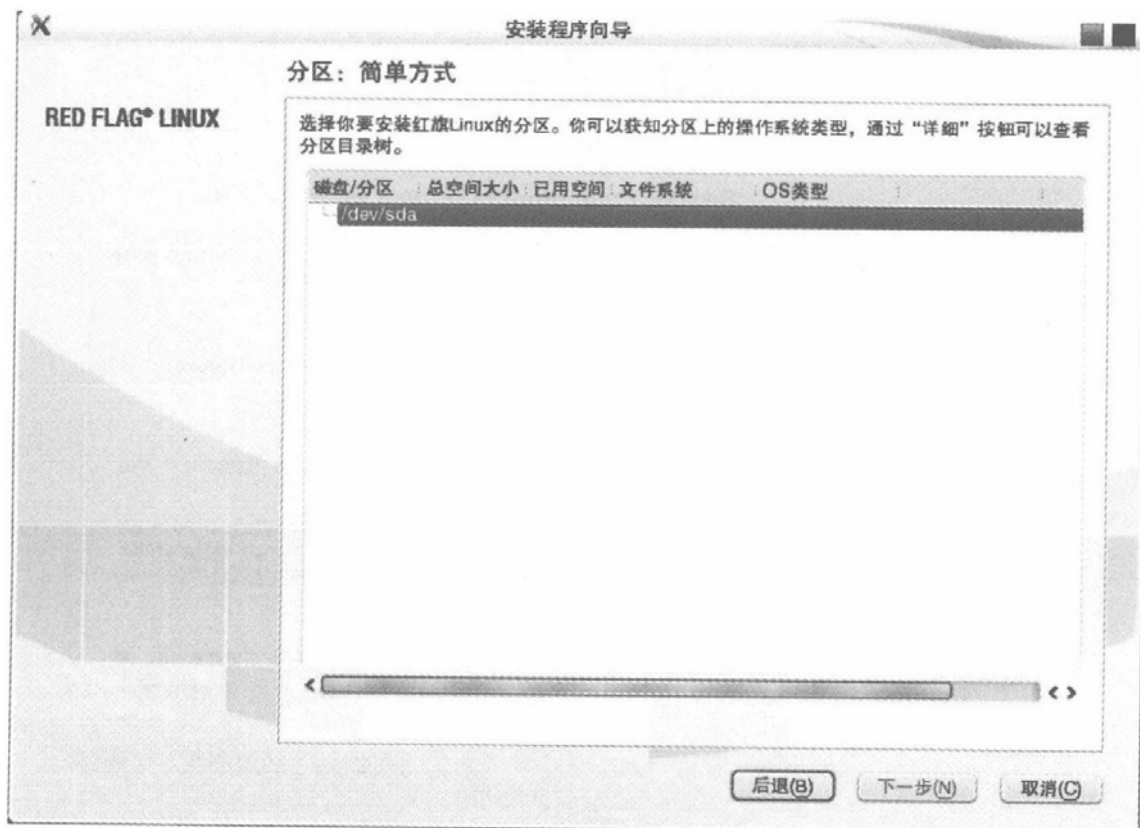 安装程序向导
分区：简单方式
RED FLAG® LINUX
选择你要安装红旗Linux的分区。你可以获知分区上的操作系统类型，通过“详细”按钮可以查看
分区目录树。
磁盘/分区 总空间大小 已用空间 文件系统 OS类型
/dev/sda
后退(B) 下一步(N) 取消(C)